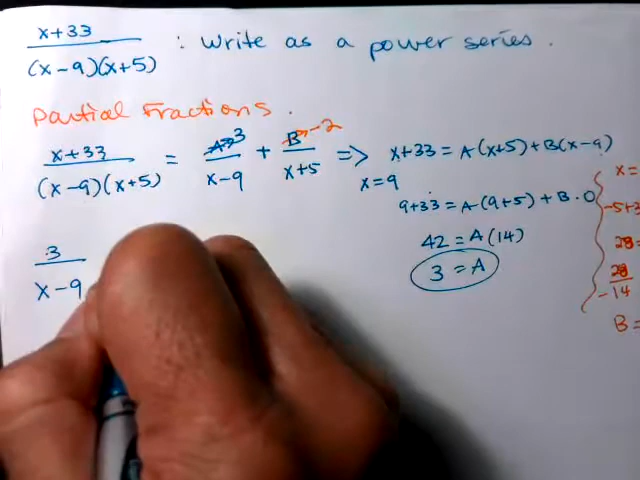 x+33 / (x-9)(x+5) : Write as a power series.
Partial Fractions.
x+33 / (x-9)(x+5) = A=3 / x-9 + B=-2 / x+5 => x+33 = A(x+5) + B(x-9)
x=9
9+33 = A(9+5) + B·0
42 = A(14)
3 = A
x=
-5+3
28=
28 / -14
B=
3 / x-9